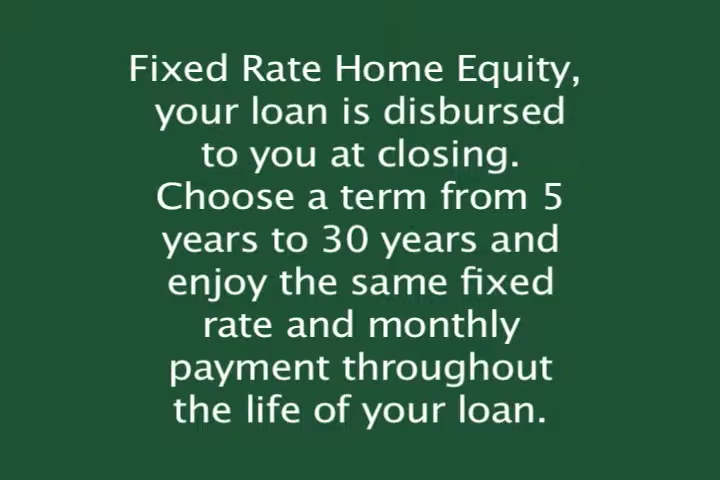 Fixed Rate Home Equity,
your loan is disbursed
to you at closing.
Choose a term from 5
years to 30 years and
enjoy the same fixed
rate and monthly
payment throughout
the life of your loan.